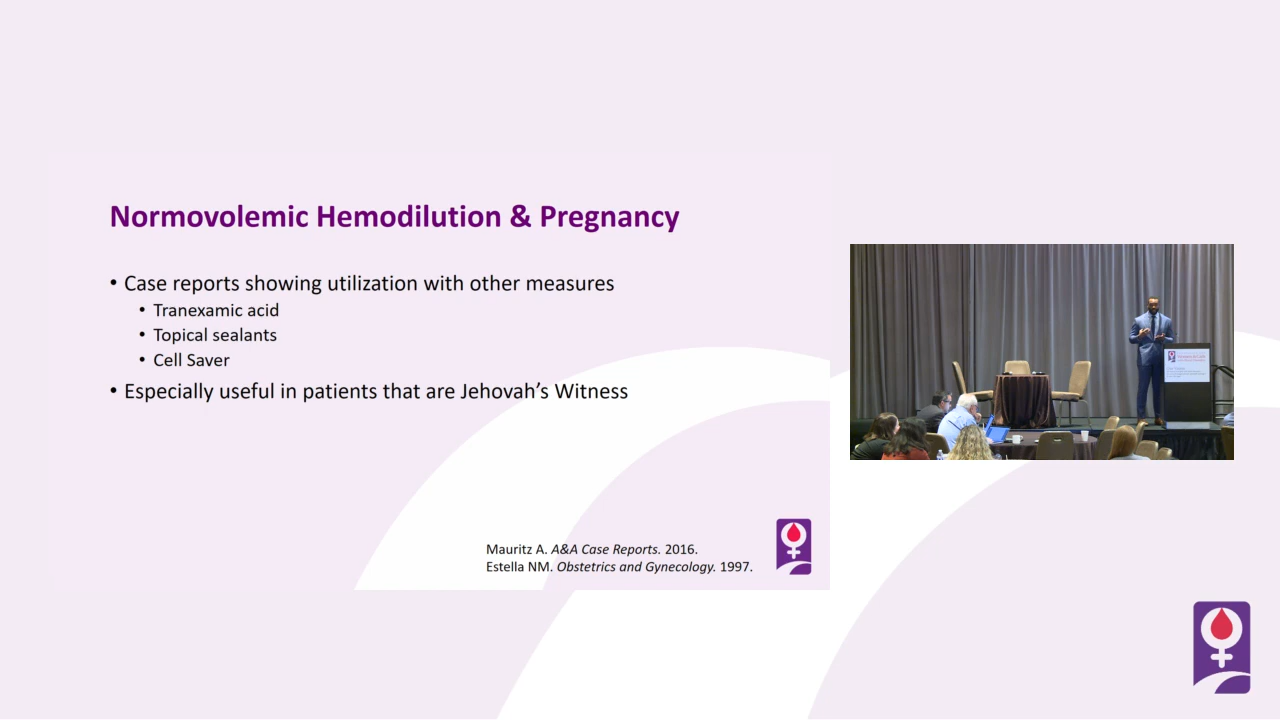 Normovolemic Hemodilution & Pregnancy
• Case reports showing utilization with other measures
• Tranexamic acid
• Topical sealants
• Cell Saver
• Especially useful in patients that are Jehovah's Witness
Mauritz A. A&A Case Reports. 2016.
Estella NM. Obstetrics and Gynecology. 1997.